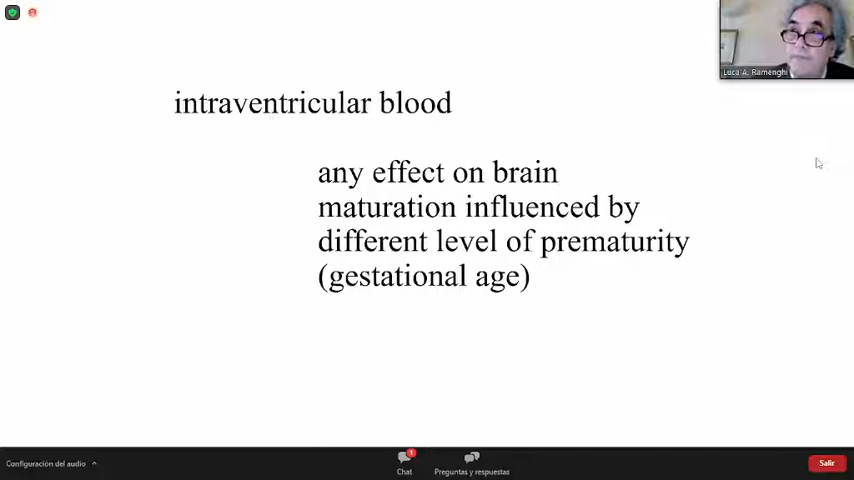 Luca A. Ramenghi
intraventricular blood
any effect on brain
maturation influenced by
different level of prematurity
(gestational age)
Configuración del audio
1
Chat
Preguntas y respuestas
Salir